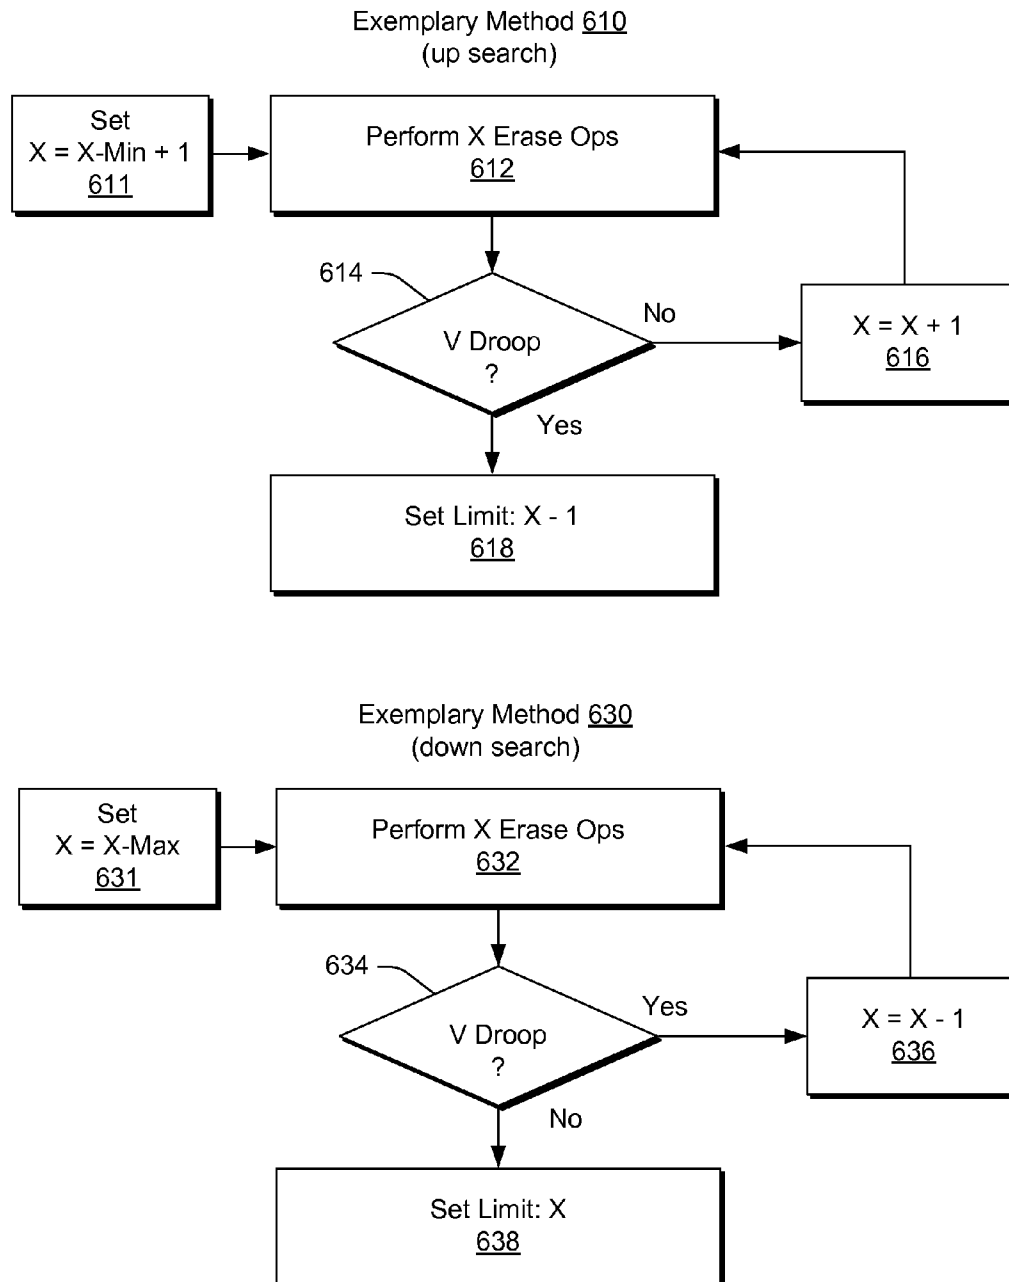 Exemplary Method 610
(up search)
Set
X = X-Min + 1
611
Perform X Erase Ops
612
614
V Droop
?
No
X = X + 1
616
Yes
Set Limit: X - 1
618
Exemplary Method 630
(down search)
Set
X = X-Max
631
Perform X Erase Ops
632
634
V Droop
?
Yes
X = X - 1
636
No
Set Limit: X
638